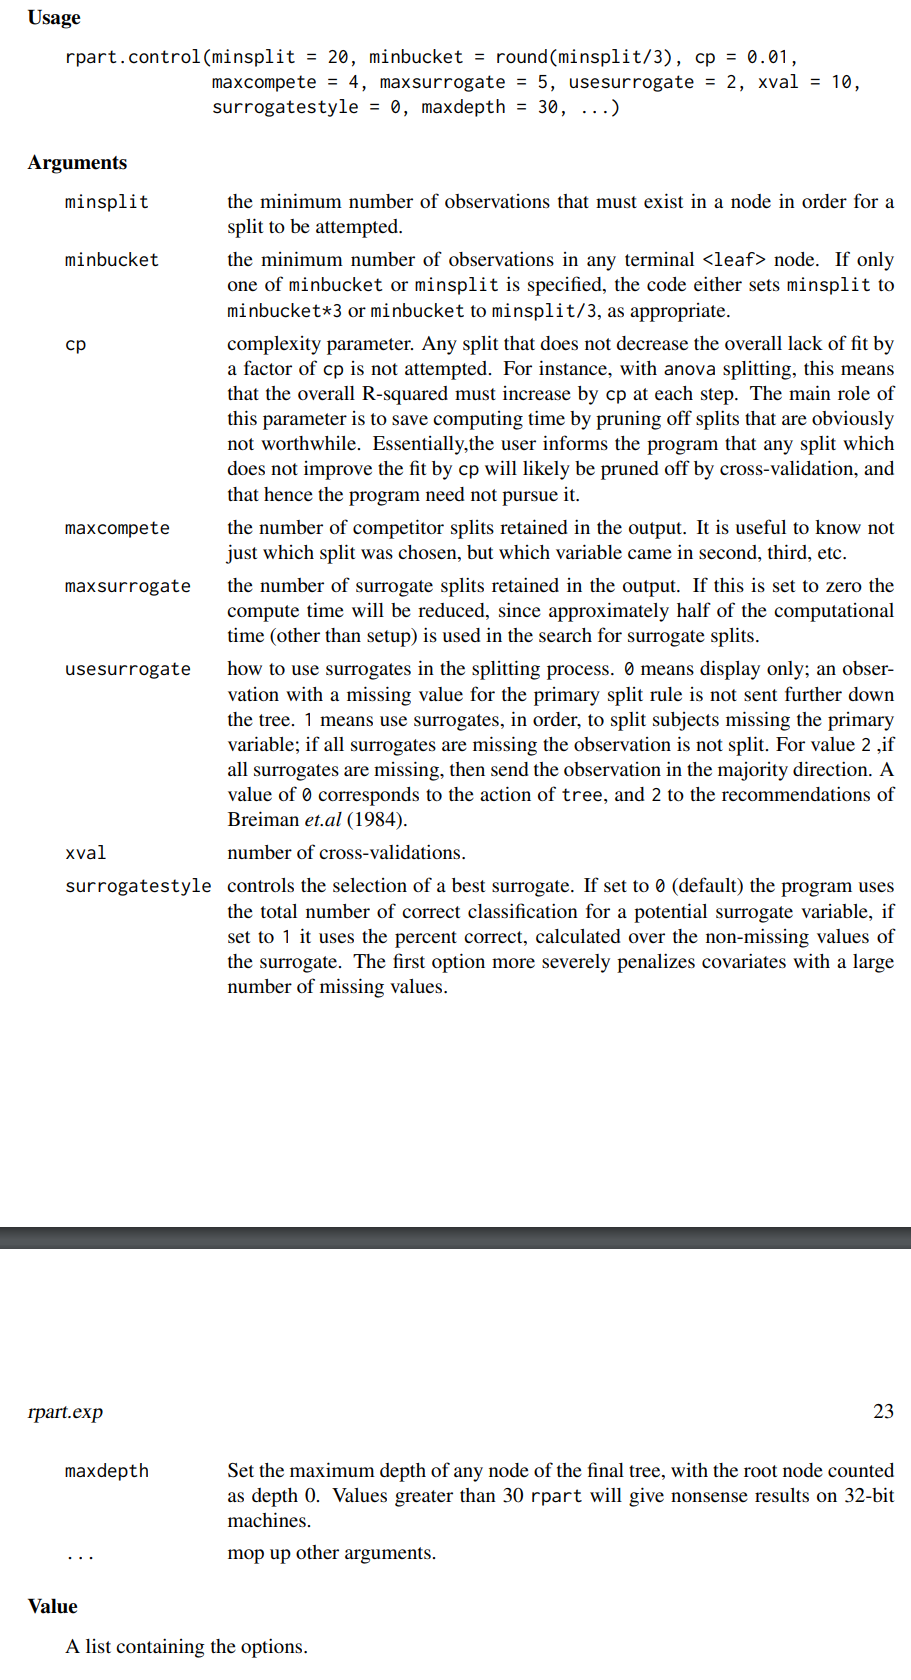 Usage
rpart.control(minsplit = 20, minbucket = round(minsplit/3), cp = 0.01,
maxcompete = 4, maxsurrogate = 5, usesurrogate = 2, xval = 10,
surrogatestyle = 0, maxdepth = 30, ...)
Arguments
minsplit the minimum number of observations that must exist in a node in order for a
split to be attempted.
minbucket the minimum number of observations in any terminal <leaf> node. If only
one of minbucket or minsplit is specified, the code either sets minsplit to
minbucket*3 or minbucket to minsplit/3, as appropriate.
cp complexity parameter. Any split that does not decrease the overall lack of fit by
a factor of cp is not attempted. For instance, with anova splitting, this means
that the overall R-squared must increase by cp at each step. The main role of
this parameter is to save computing time by pruning off splits that are obviously
not worthwhile. Essentially,the user informs the program that any split which
does not improve the fit by cp will likely be pruned off by cross-validation, and
that hence the program need not pursue it.
maxcompete the number of competitor splits retained in the output. It is useful to know not
just which split was chosen, but which variable came in second, third, etc.
maxsurrogate the number of surrogate splits retained in the output. If this is set to zero the
compute time will be reduced, since approximately half of the computational
time (other than setup) is used in the search for surrogate splits.
usesurrogate how to use surrogates in the splitting process. 0 means display only; an obser-
vation with a missing value for the primary split rule is not sent further down
the tree. 1 means use surrogates, in order, to split subjects missing the primary
variable; if all surrogates are missing the observation is not split. For value 2 ,if
all surrogates are missing, then send the observation in the majority direction. A
value of 0 corresponds to the action of tree, and 2 to the recommendations of
Breiman et.al (1984).
xval number of cross-validations.
surrogatestyle controls the selection of a best surrogate. If set to 0 (default) the program uses
the total number of correct classification for a potential surrogate variable, if
set to 1 it uses the percent correct, calculated over the non-missing values of
the surrogate. The first option more severely penalizes covariates with a large
number of missing values.
rpart.exp 23
maxdepth Set the maximum depth of any node of the final tree, with the root node counted
as depth 0. Values greater than 30 rpart will give nonsense results on 32-bit
machines.
... mop up other arguments.
Value
A list containing the options.